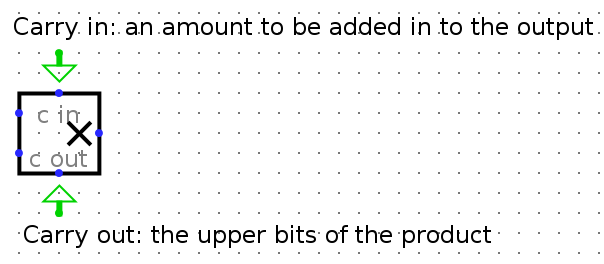 Carry in: an amount to be added in to the output
c in
c out
Carry out: the upper bits of the product